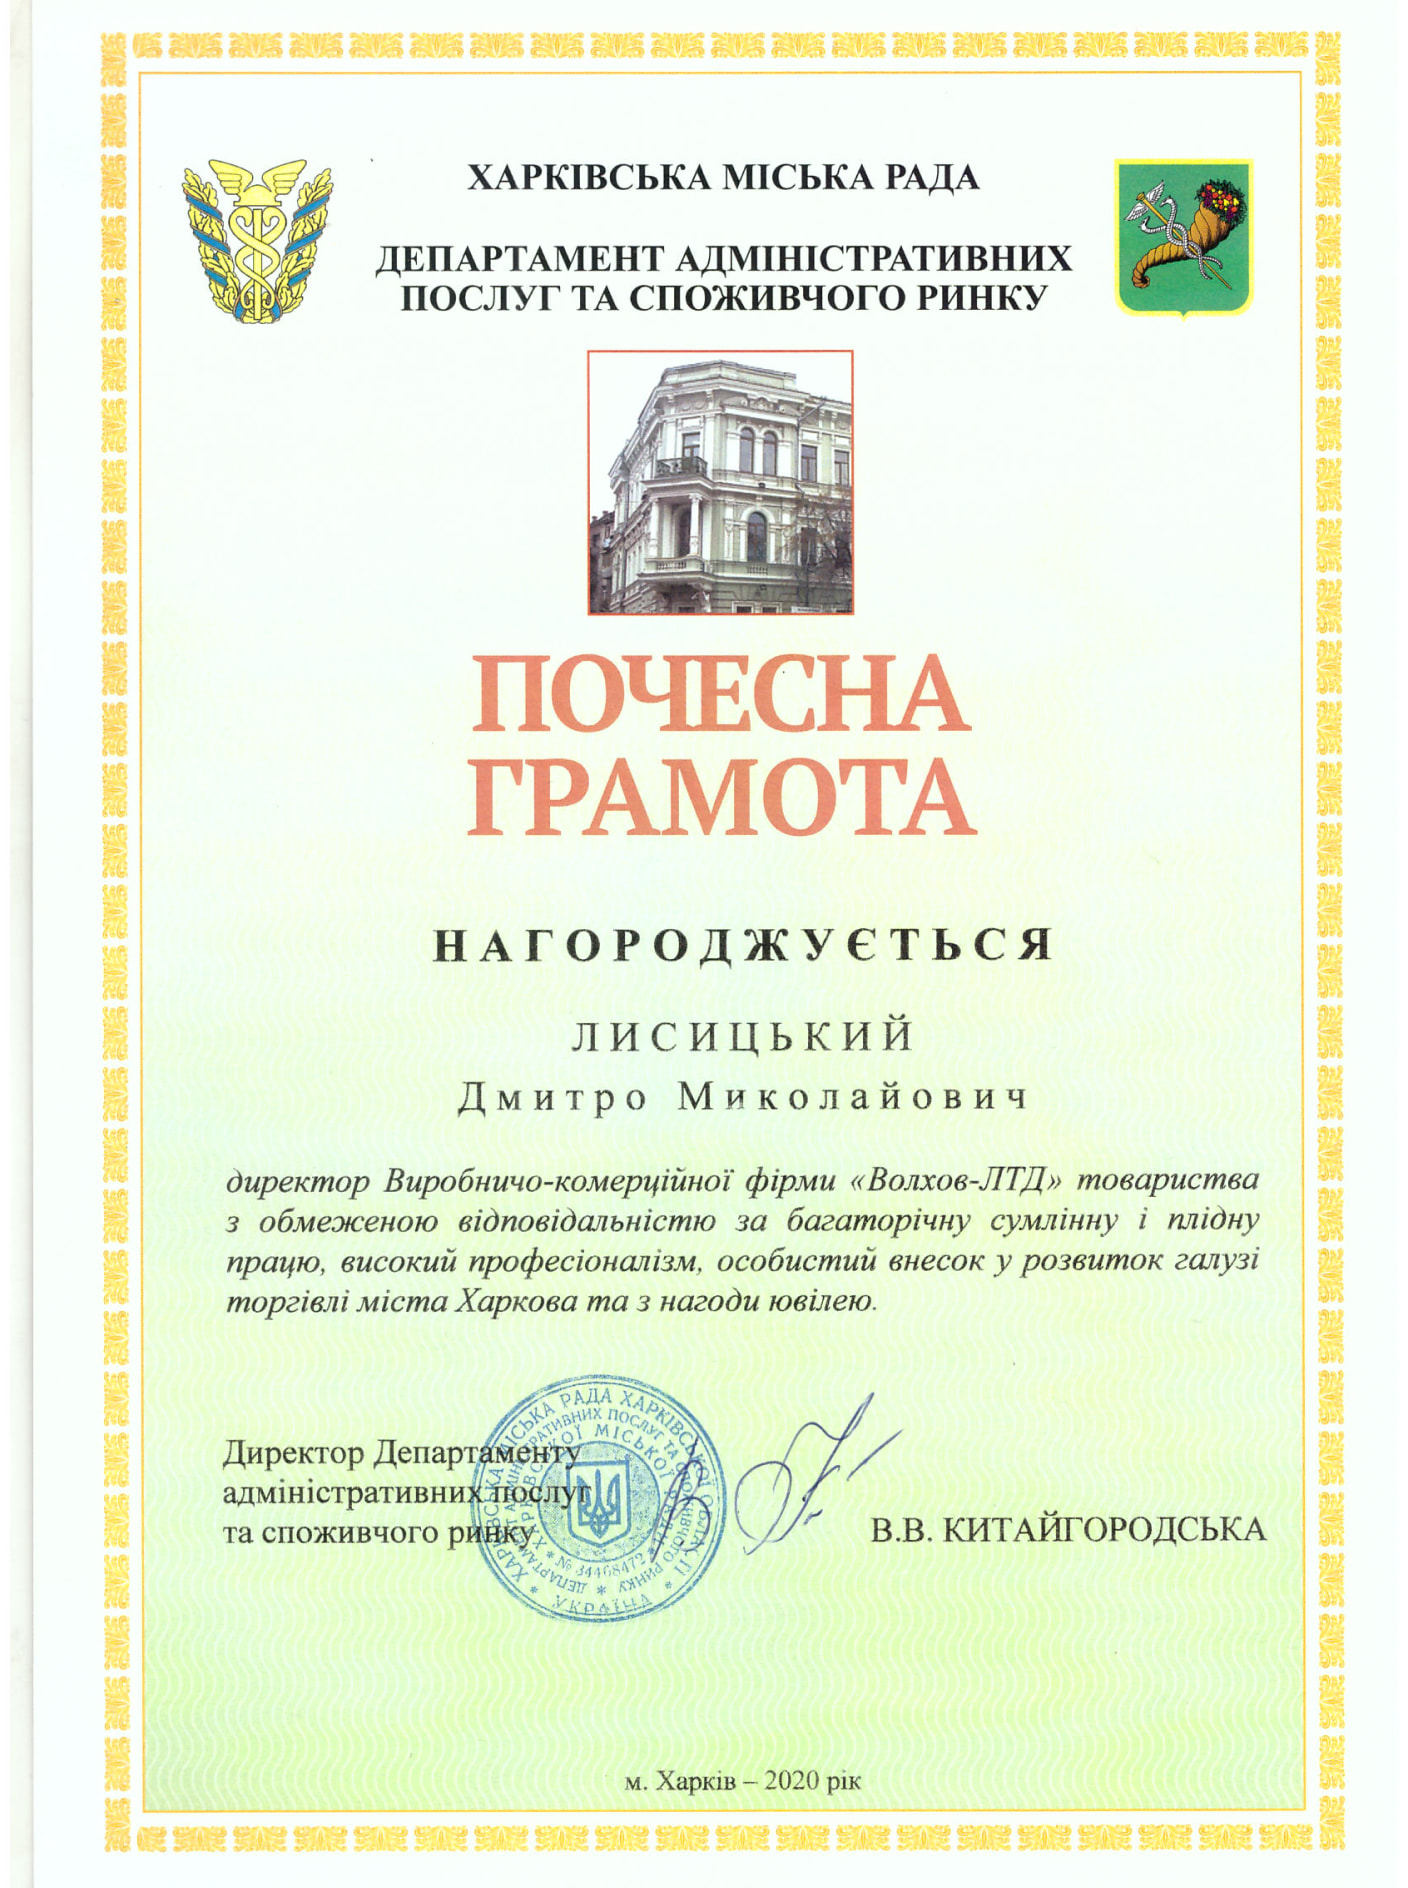 ХАРКІВСЬКА МІСЬКА РАДА
ДЕПАРТАМЕНТ АДМІНІСТРАТИВНИХ
ПОСЛУГ ТА СПОЖИВЧОГО РИНКУ
ПОЧЕСНА
ГРАМОТА
НАГОРОДЖУЄТЬСЯ
ЛИСИЦЬКИЙ
Дмитро Миколайович
директор Виробничо-комерційної фірми «Волхов-ЛТД» товариства
з обмеженою відповідальністю за багаторічну сумлінну і плідну
працю, високий професіоналізм, особистий внесок у розвиток галузі
торгівлі міста Харкова та з нагоди ювілею.
Директор Департаменту
адміністративних послуг
та споживчого ринку
В.В. КИТАЙГОРОДСЬКА
ХАРКІВСЬКА МІСЬКА РАДА ХАРКІВСЬКОЇ ОБЛАСТІ
* УКРАЇНА *
ДЕПАРТАМЕНТ АДМІНІСТРАТИВНИХ ПОСЛУГ ТА СПОЖИВЧОГО РИНКУ *
ХАРКІВСЬКОЇ МІСЬКОЇ РАДИ
* № 34468472 *
м. Харків – 2020 рік